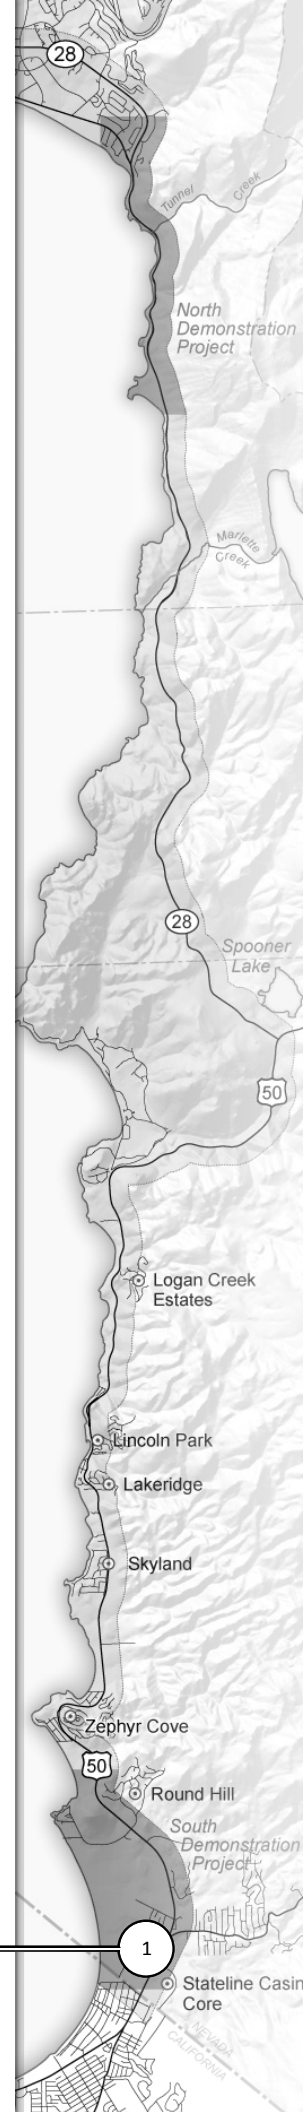 28
Tunnel
Creek
North
Demonstration
Project
Marlette
Creek
28
Spooner
Lake
50
Logan Creek
Estates
Lincoln Park
Lakeridge
Skyland
Zephyr Cove
50
Round Hill
South
Demonstration
Project
1
Stateline Casin
Core
NEVADA
CALIFORNIA